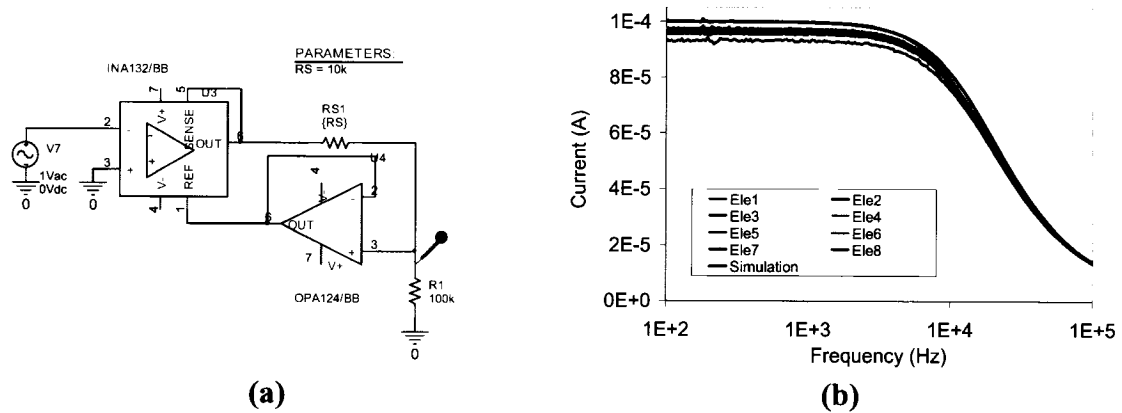 PARAMETERS:
RS = 10k
INA132/BB
7
5
U3
V+
SENSE
2
-
OUT
6
RS1
{RS}
V7
3
+
REF
V-
1Vac
0Vdc
0
0
4
1
U4
4
V-
2
-
6
OUT
3
+
7
V+
OPA124/BB
R1
100k
0
(a)
1E-4
8E-5
6E-5
4E-5
2E-5
0E+0
Current (A)
Ele1
Ele2
Ele3
Ele4
Ele5
Ele6
Ele7
Ele8
Simulation
1E+2
1E+3
1E+4
1E+5
Frequency (Hz)
(b)